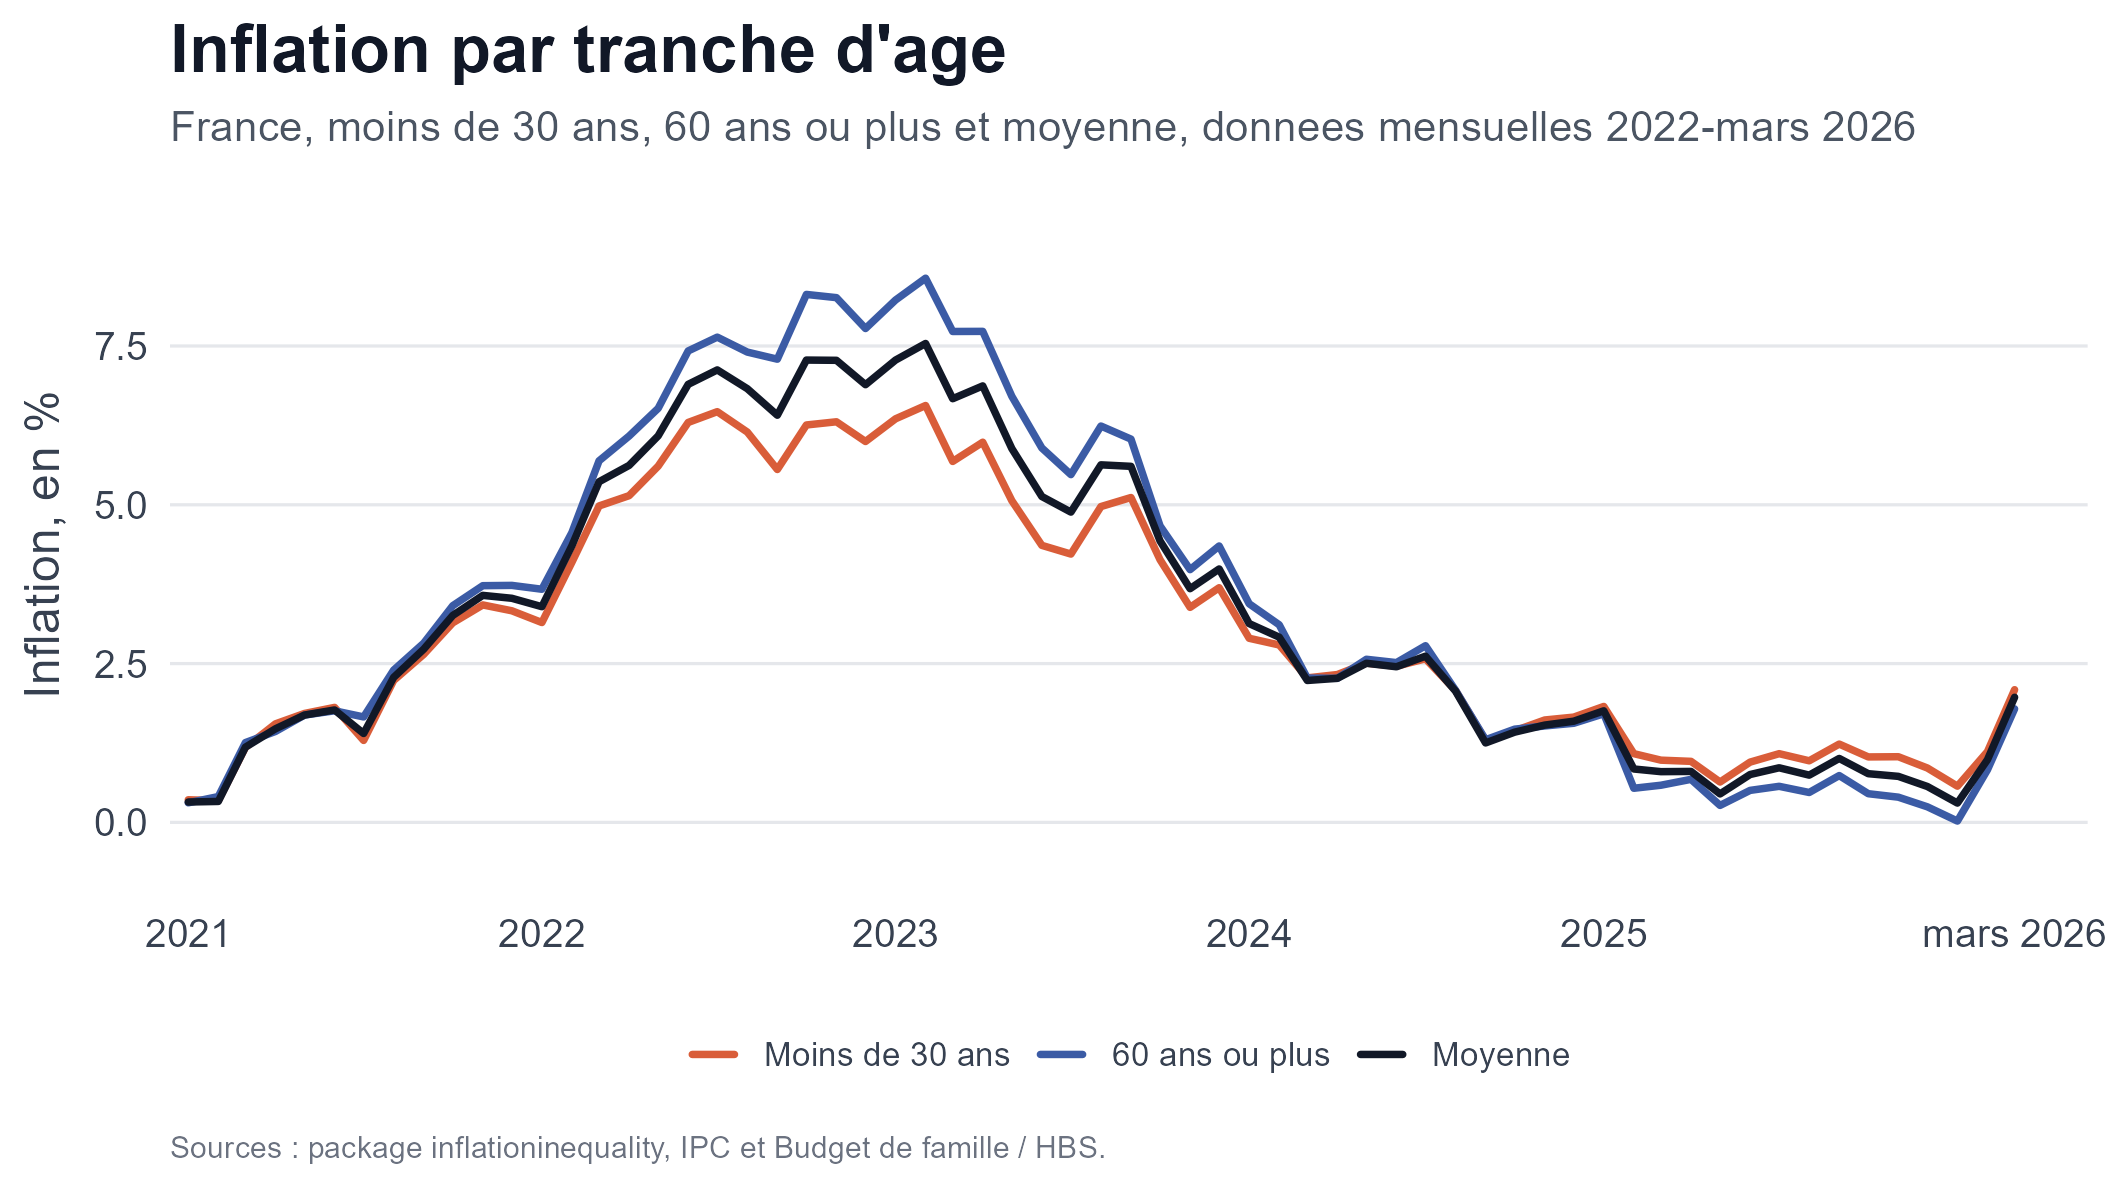 Inflation par tranche d'age
France, moins de 30 ans, 60 ans ou plus et moyenne, donnees mensuelles 2022-mars 2026
Inflation, en %
7.5
5.0
2.5
0.0
2021 2022 2023 2024 2025 mars 2026
Moins de 30 ans 60 ans ou plus Moyenne
Sources : package inflationinequality, IPC et Budget de famille / HBS.